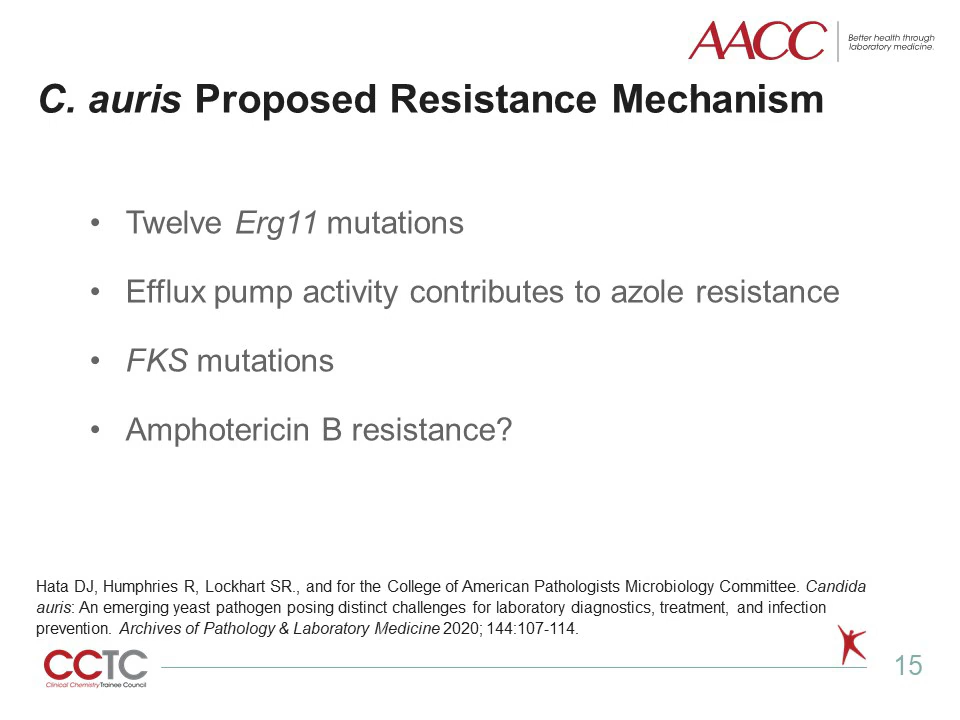 AACC
Better health through
laboratory medicine.
C. auris Proposed Resistance Mechanism
• Twelve Erg11 mutations
• Efflux pump activity contributes to azole resistance
• FKS mutations
• Amphotericin B resistance?
Hata DJ, Humphries R, Lockhart SR., and for the College of American Pathologists Microbiology Committee. Candida
auris: An emerging yeast pathogen posing distinct challenges for laboratory diagnostics, treatment, and infection
prevention. Archives of Pathology & Laboratory Medicine 2020; 144:107-114.
CCTC
Clinical Chemistry Trainee Council
15